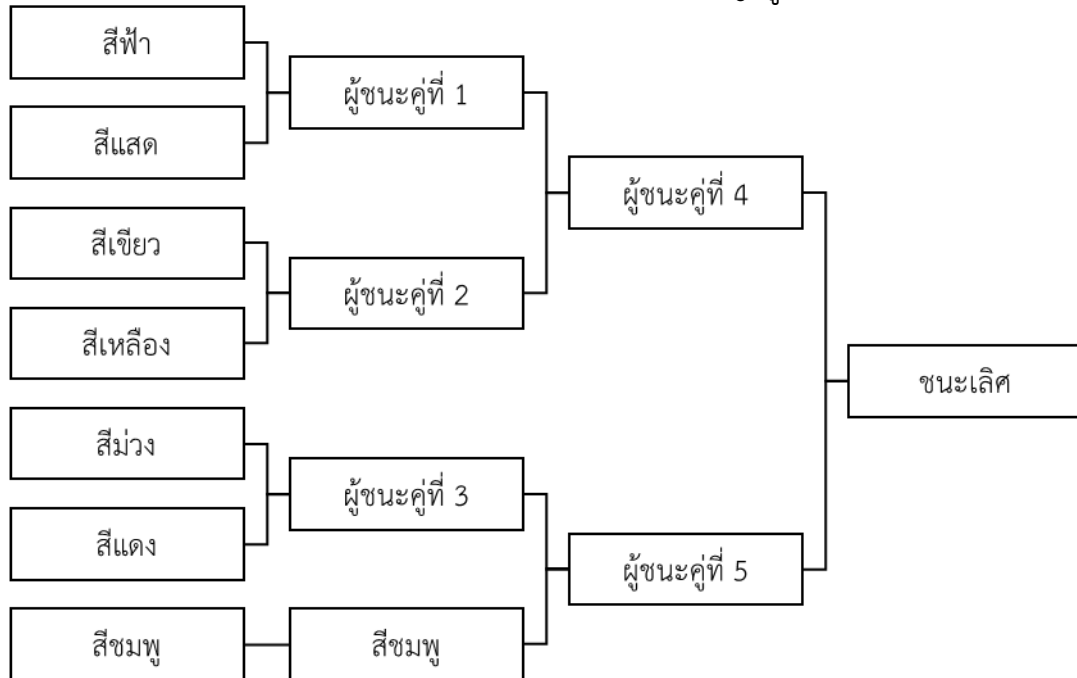 สีฟ้า
ผู้ชนะคู่ที่ 1
สีแสด
ผู้ชนะคู่ที่ 4
สีเขียว
ผู้ชนะคู่ที่ 2
สีเหลือง
ชนะเลิศ
สีม่วง
ผู้ชนะคู่ที่ 3
สีแดง
ผู้ชนะคู่ที่ 5
สีชมพู
สีชมพู